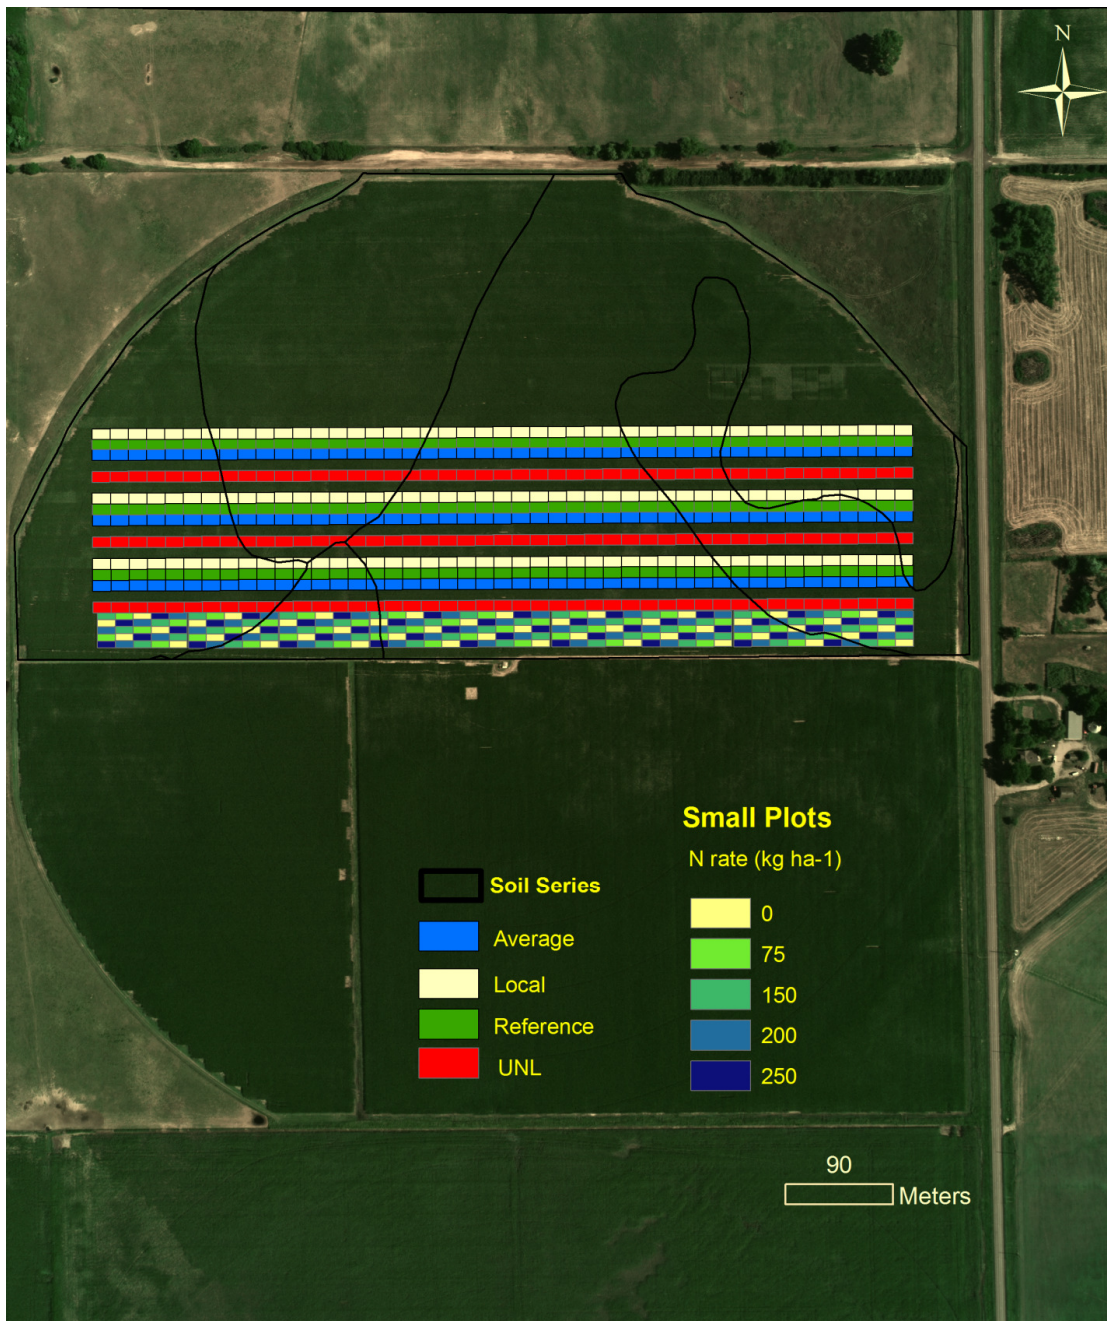 N
Small Plots
N rate (kg ha-1)
Soil Series
Average
Local
Reference
UNL
0
75
150
200
250
90
Meters